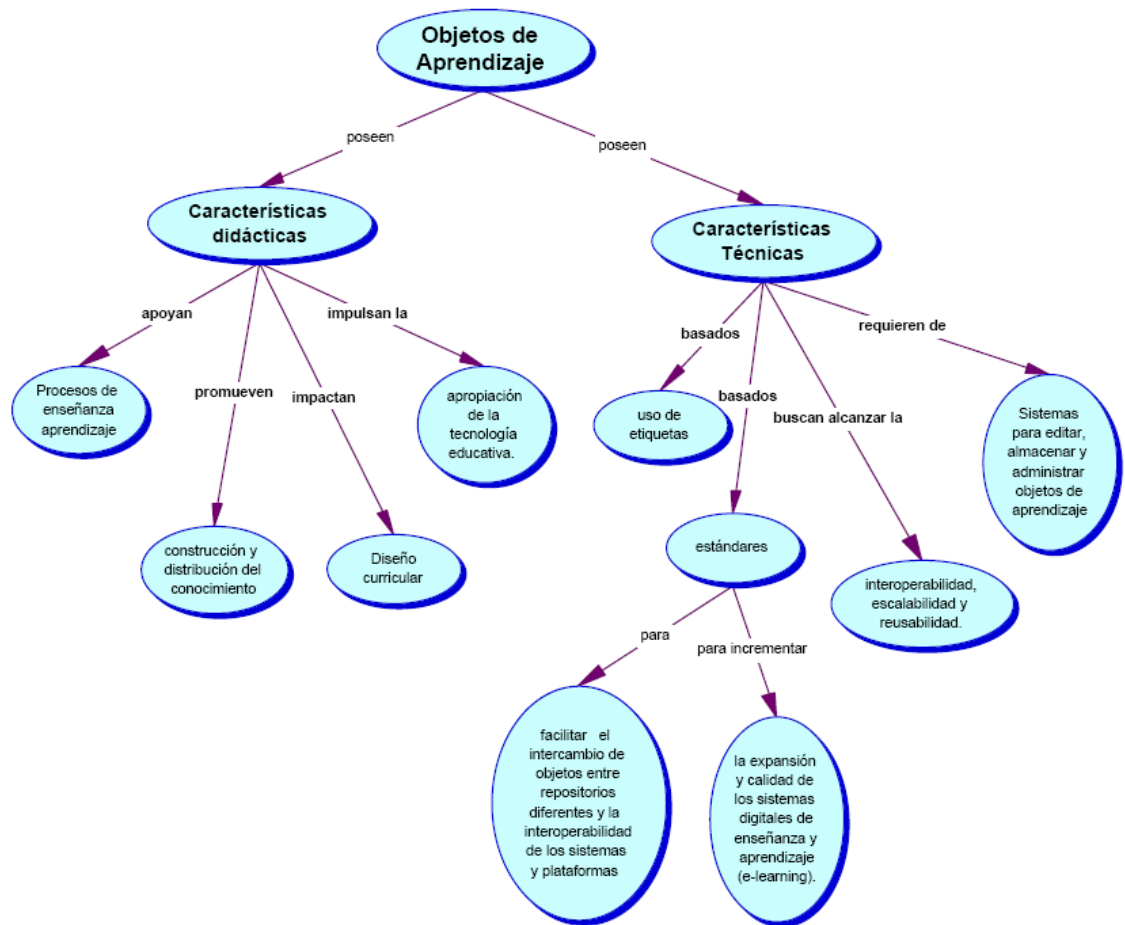 Objetos de
Aprendizaje
poseen
poseen
Característicias
didácticas
Característicias
Técnicas
apoyan
impulsan la
promueven
impactan
basados
requieren de
basados
buscan alcanzar la
Procesos de
enseñanza
aprendizaje
apropiación
de la
tecnología
educativa.
uso de
etiquetas
Sistemas
para editar,
almacenar y
administrar
objetos de
aprendizaje
construcción y
distribución del
conocimiento
Diseño
curricular
estándares
interoperabilidad,
escalabilidad y
reusabilidad.
para
para incrementar
facilitar el
intercambio de
objetos entre
repositorios
diferentes y la
interoperabilidad
de los sistemas
y plataformas
la expansión
y calidad de
los sistemas
digitales de
enseñanza y
aprendizaje
(e-learning).